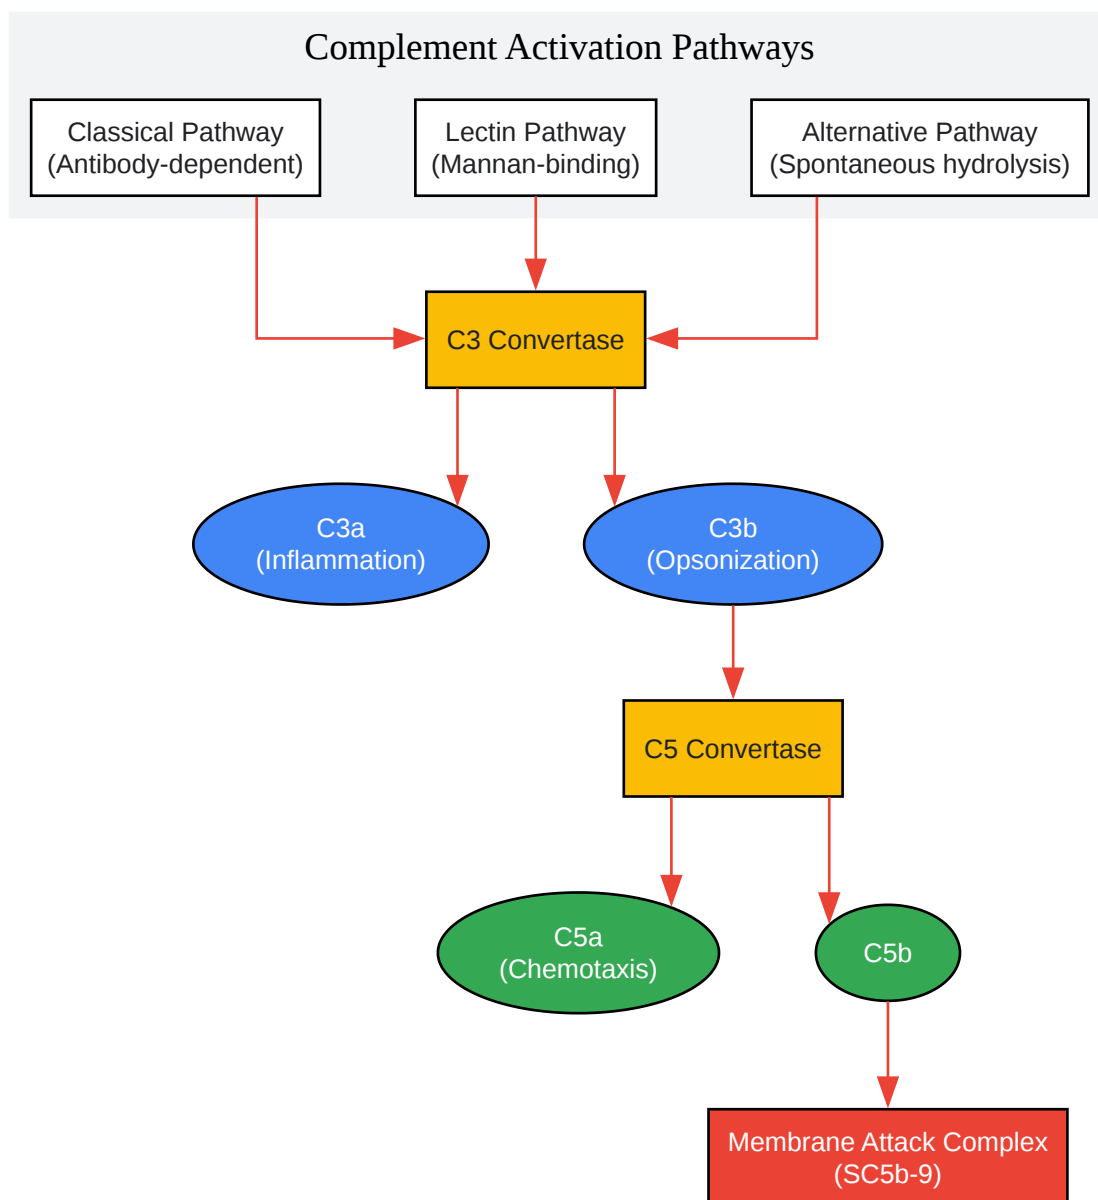 Complement Activation Pathways
Classical Pathway
(Antibody-dependent)
Lectin Pathway
(Mannan-binding)
Alternative Pathway
(Spontaneous hydrolysis)
C3 Convertase
C3a
(Inflammation)
C3b
(Opsonization)
C5 Convertase
C5a
(Chemotaxis)
C5b
Membrane Attack Complex
(SC5b-9)